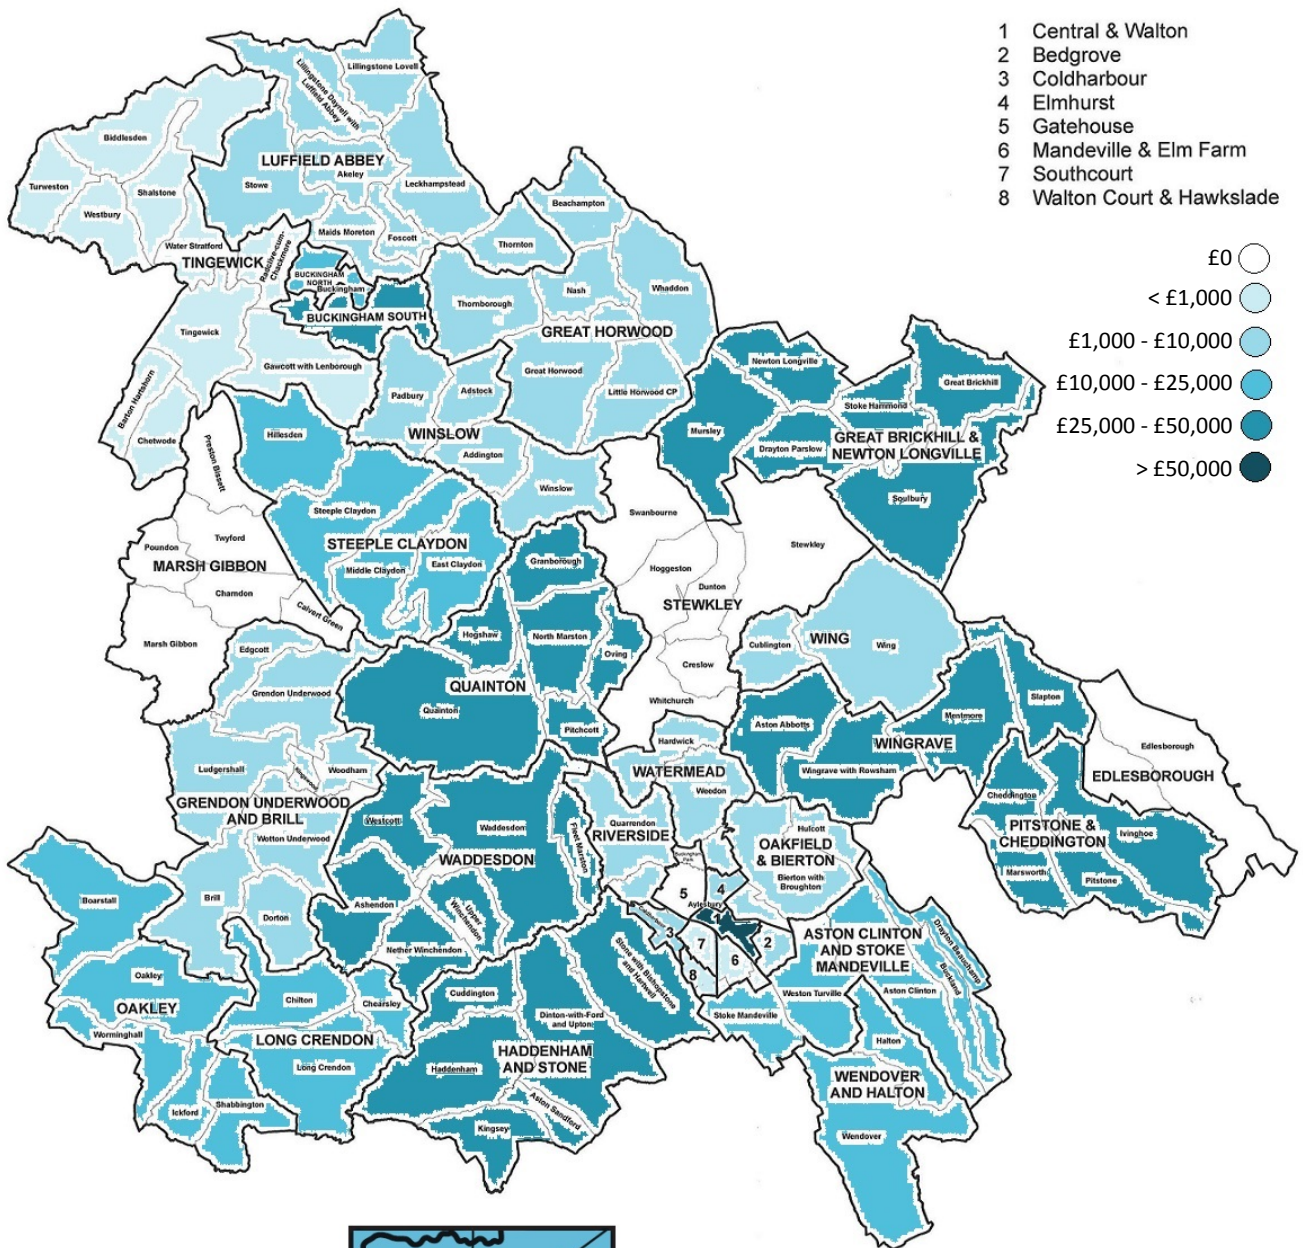 1 Central & Walton
2 Bedgrove
3 Coldharbour
4 Elmhurst
5 Gatehouse
6 Mandeville & Elm Farm
7 Southcourt
8 Walton Court & Hawkslade
£0
< £1,000
£1,000 - £10,000
£10,000 - £25,000
£25,000 - £50,000
> £50,000
Lillingstone Lovell
Lillingstone Dayrell with
Luffield Abbey
Biddlesden
LUFFIELD ABBEY
Akeley
Stowe
Leckhampstead
Turweston
Shalstone
Westbury
Beachampton
Maids Moreton
Foscott
Thornton
Water Stratford
TINGEWICK
Radclive-cum-
Chackmore
BUCKINGHAM
NORTH
Buckingham
BUCKINGHAM SOUTH
Thornborough
Nash
Whaddon
GREAT HORWOOD
Tingewick
Gawcott with Lenborough
Great Horwood
Little Horwood CP
Newton Longville
Great Brickhill
Barton Hartshorn
Chetwode
Padbury
Adstock
WINSLOW
Addington
Winslow
Stoke Hammond
Mursley
Drayton Parslow
GREAT BRICKHILL &
NEWTON LONGVILLE
Soulbury
Hillesden
Preston Bissett
Steeple Claydon
STEEPLE CLAYDON
Middle Claydon
East Claydon
Swanbourne
Stewkley
Hoggeston
Dunton
STEWKLEY
Creslow
Whitchurch
Twyford
Poundon
MARSH GIBBON
Charndon
Calvert Green
Marsh Gibbon
Granborough
Hogshaw
North Marston
Oving
QUAINTON
Quainton
Pitchcott
Cublington
WING
Wing
Edgcott
Grendon Underwood
Ludgershall
Kingswood
Woodham
GRENDON UNDERWOOD
AND BRILL
Wotton Underwood
Brill
Dorton
Aston Abbotts
Mentmore
Slapton
WINGRAVE
Wingrave with Rowsham
Edlesborough
EDLESBOROUGH
Cheddington
PITSTONE &
CHEDDINGTON
Ivinghoe
Marsworth
Pitstone
Hardwick
WATERMEAD
Weedon
Quarrendon
RIVERSIDE
Buckingham
Park
Hulcott
OAKFIELD
& BIERTON
Bierton with
Broughton
Westcott
Waddesdon
WADDESDON
Fleet Marston
Ashendon
Upper
Winchendon
Nether Winchendon
5
4
Aylesbury
1
Coldharbour
3
7
2
6
8
Boarstall
Oakley
OAKLEY
Worminghall
Ickford
Shabbington
Chilton
Chearsley
LONG CRENDON
Long Crendon
Cuddington
Stone with Bishopstone
and Hartwell
Dinton-with-Ford
and Upton
HADDENHAM
AND STONE
Haddenham
Aston Sandford
Kingsey
ASTON CLINTON
AND STOKE
MANDEVILLE
Drayton Beauchamp
Buckland
Aston Clinton
Weston Turville
Stoke Mandeville
Halton
WENDOVER
AND HALTON
Wendover